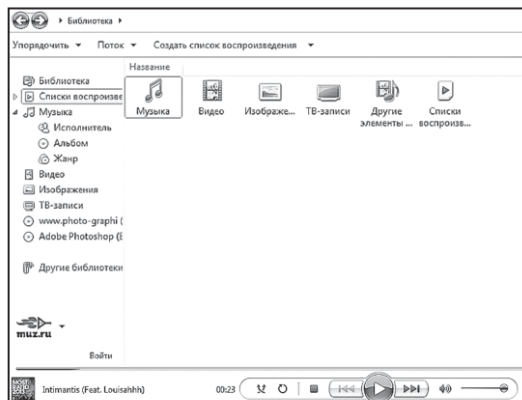 Библиотека
Упорядочить Поток Создать список воспроизведения
Название
Библиотека
Списки воспроизве
Музыка
Исполнитель
Альбом
Жанр
Видео
Изображения
ТВ-записи
www.photo-graphi (
Adobe Photoshop (E
Другие библиотеки
Музыка Видео Изображе... ТВ-записи Другие элементы ... Списки воспроизв...
muz.ru
Войти
Intimantis (Feat. Louisahhh) 00:23